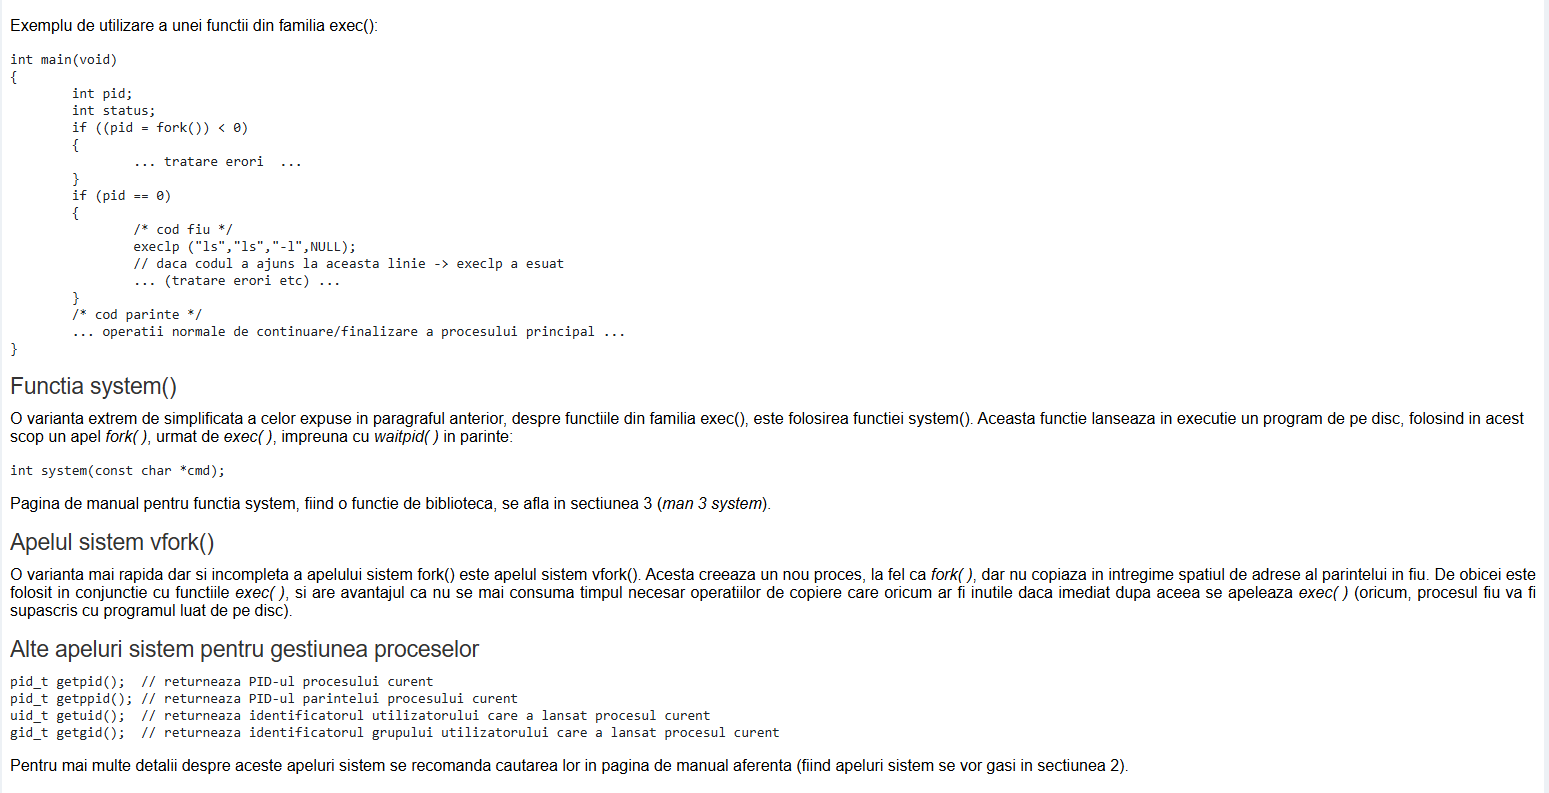 Exemplu de utilizare a unei functii din familia exec():
int main(void)
{
        int pid;
        int status;
        if ((pid = fork()) < 0)
        {
                ... tratare erori  ...
        }
        if (pid == 0)
        {
                /* cod fiu */
                execlp ("ls","ls","-l",NULL);
                // daca codul a ajuns la aceasta linie -> execlp a esuat
                ... (tratare erori etc) ...
        }
        /* cod parinte */
        ... operatii normale de continuare/finalizare a procesului principal ...
}
Functia system()
O varianta extrem de simplificata a celor expuse in paragraful anterior, despre functiile din familia exec(), este folosirea functiei system(). Aceasta functie lanseaza in executie un program de pe disc, folosind in acest
scop un apel fork( ), urmat de exec( ), impreuna cu waitpid( ) in parinte:
int system(const char *cmd);
Pagina de manual pentru functia system, fiind o functie de biblioteca, se afla in sectiunea 3 (man 3 system).
Apelul sistem vfork()
O varianta mai rapida dar si incompleta a apelului sistem fork() este apelul sistem vfork(). Acesta creeaza un nou proces, la fel ca fork( ), dar nu copiaza in intregime spatiul de adrese al parintelui in fiu. De obicei este
folosit in conjunctie cu functiile exec( ), si are avantajul ca nu se mai consuma timpul necesar operatiilor de copiere care oricum ar fi inutile daca imediat dupa aceea se apeleaza exec( ) (oricum, procesul fiu va fi
supascris cu programul luat de pe disc).
Alte apeluri sistem pentru gestiunea proceselor
pid_t getpid();  // returneaza PID-ul procesului curent
pid_t getppid(); // returneaza PID-ul parintelui procesului curent
uid_t getuid();  // returneaza identificatorul utilizatorului care a lansat procesul curent
gid_t getgid();  // returneaza identificatorul grupului utilizatorului care a lansat procesul curent
Pentru mai multe detalii despre aceste apeluri sistem se recomanda cautarea lor in pagina de manual aferenta (fiind apeluri sistem se vor gasi in sectiunea 2).